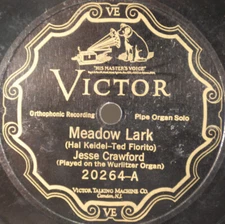 VE
"HIS MASTER'S VOICE"
VICTOR
Orthophonic Recording
Pipe Organ Solo
Meadow Lark
(Hal Keidel-Ted Fiorito)
Jesse Crawford
(Played on the Wurlitzer Organ)
20264-A
VICTOR TALKING MACHINE CO.
Camden, N.J.
VE